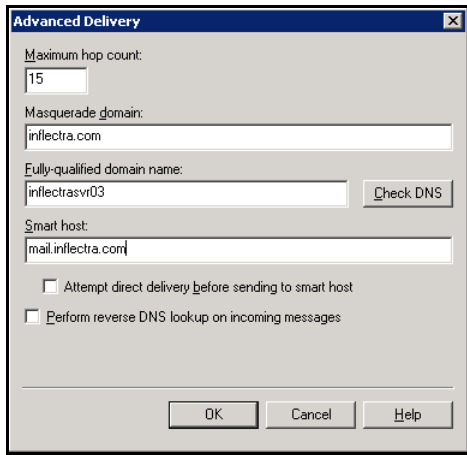 Advanced Delivery
Maximum hop count:
15
Masquerade domain:
inflectra.com
Fully-qualified domain name:
inflectrasvr03
Check DNS
Smart host:
mail.inflectra.com
Attempt direct delivery before sending to smart host
Perform reverse DNS lookup on incoming messages
OK Cancel Help